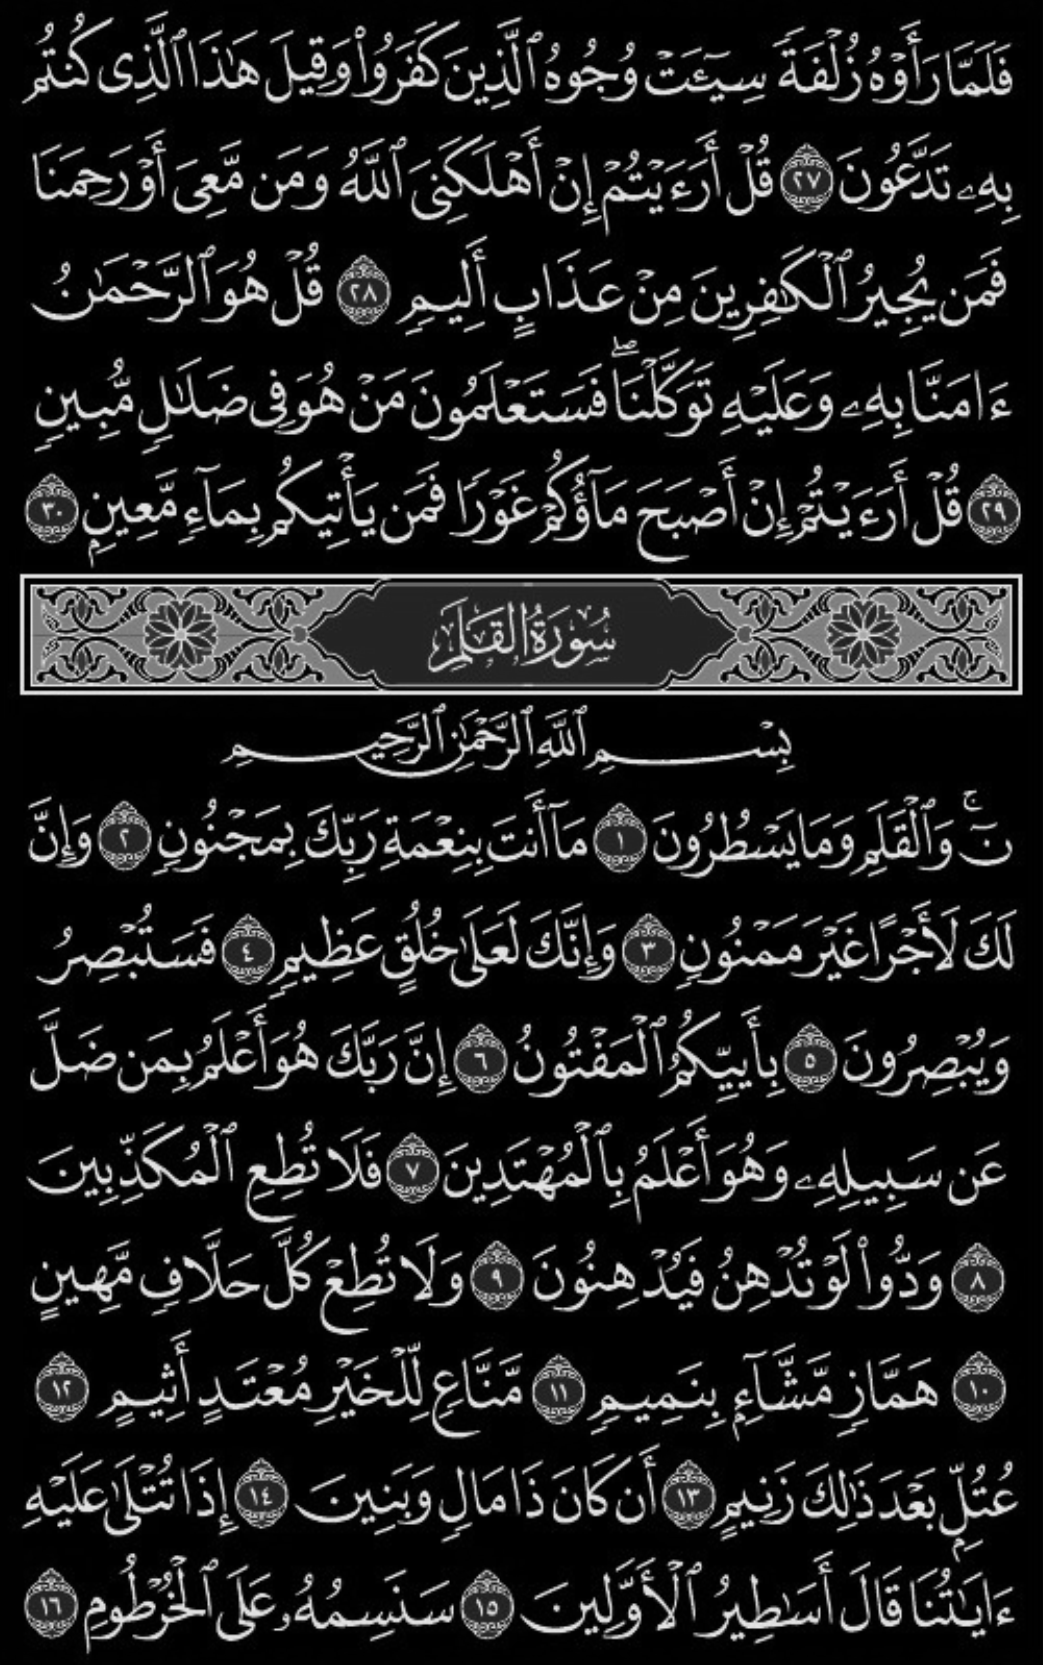 فَلَمَّا رَأَوْهُ زُلْفَةً سِيٓـَٔتْ وُجُوهُ ٱلَّذِينَ كَفَرُواْ وَقِيلَ هَٰذَا ٱلَّذِى كُنتُم
بِهِۦ تَدَّعُونَ ٢٧ قُلْ أَرَءَيْتُمْ إِنْ أَهْلَكَنِىَ ٱللَّهُ وَمَن مَّعِىَ أَوْ رَحِمَنَا
فَمَن يُجِيرُ ٱلْكَٰفِرِينَ مِنْ عَذَابٍ أَلِيمٍ ٢٨ قُلْ هُوَ ٱلرَّحْمَٰنُ
ءَامَنَّا بِهِۦ وَعَلَيْهِ تَوَكَّلْنَاۖ فَسَتَعْلَمُونَ مَنْ هُوَ فِى ضَلَٰلٍ مُّبِينٍ
٢٩ قُلْ أَرَءَيْتُمْ إِنْ أَصْبَحَ مَآؤُكُمْ غَوْرًا فَمَن يَأْتِيكُم بِمَآءٍ مَّعِينٍ ٣٠
سُورَةُ القَلَمِ
بِسْمِ ٱللَّهِ ٱلرَّحْمَٰنِ ٱلرَّحِيمِ
نٓۚ وَٱلْقَلَمِ وَمَا يَسْطُرُونَ ١ مَآ أَنتَ بِنِعْمَةِ رَبِّكَ بِمَجْنُونٍ ٢ وَإِنَّ
لَكَ لَأَجْرًا غَيْرَ مَمْنُونٍ ٣ وَإِنَّكَ لَعَلَىٰ خُلُقٍ عَظِيمٍ ٤ فَسَتُبْصِرُ
وَيُبْصِرُونَ ٥ بِأَييِّكُمُ ٱلْمَفْتُونُ ٦ إِنَّ رَبَّكَ هُوَ أَعْلَمُ بِمَن ضَلَّ
عَن سَبِيلِهِۦ وَهُوَ أَعْلَمُ بِٱلْمُهْتَدِينَ ٧ فَلَا تُطِعِ ٱلْمُكَذِّبِينَ
٨ وَدُّواْ لَوْ تُدْهِنُ فَيُدْهِنُونَ ٩ وَلَا تُطِعْ كُلَّ حَلَّافٍ مَّهِينٍ
١٠ هَمَّازٍ مَّشَّآءٍۭ بِنَمِيمٍ ١١ مَّنَّاعٍ لِّلْخَيْرِ مُعْتَدٍ أَثِيمٍ ١٢
عُتُلٍّۭ بَعْدَ ذَٰلِكَ زَنِيمٍ ١٣ أَن كَانَ ذَا مَالٍ وَبَنِينَ ١٤ إِذَا تُتْلَىٰ عَلَيْهِ
ءَايَٰتُنَا قَالَ أَسَٰطِيرُ ٱلْأَوَّلِينَ ١٥ سَنَسِمُهُۥ عَلَى ٱلْخُرْطُومِ ١٦